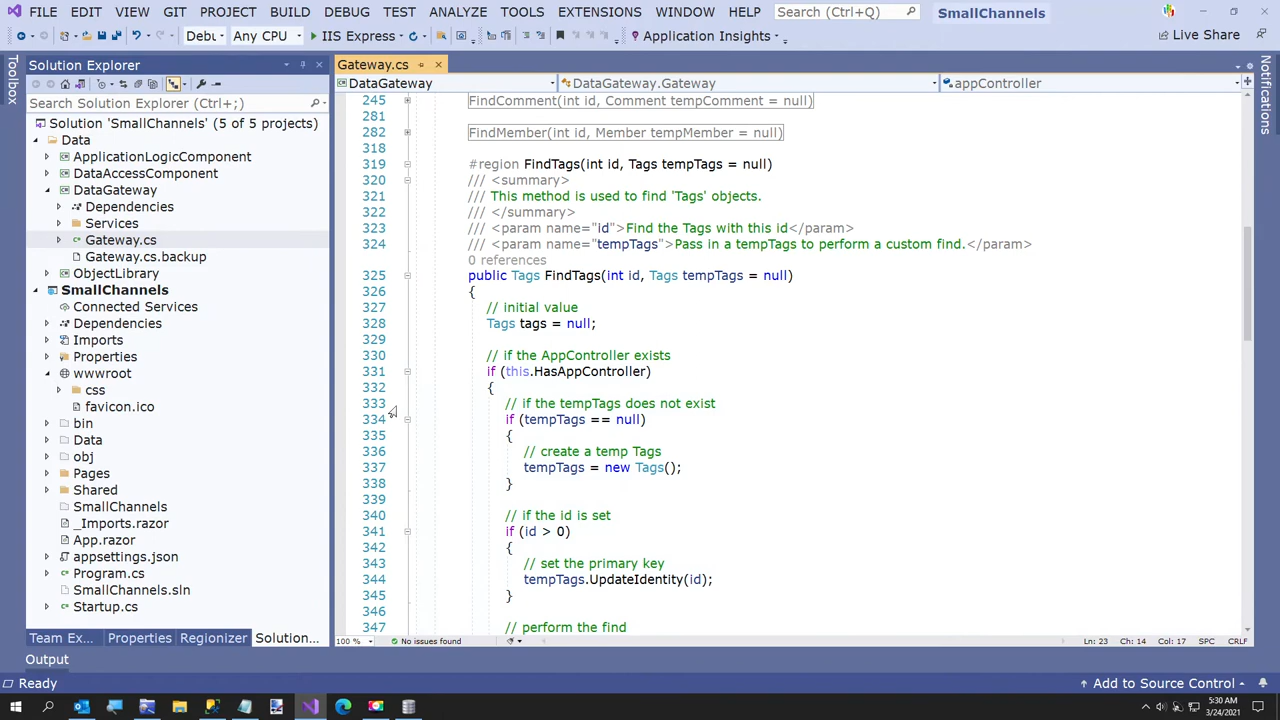 FILE EDIT VIEW GIT PROJECT BUILD DEBUG TEST ANALYZE TOOLS EXTENSIONS WINDOW HELP Search (Ctrl+Q) SmallChannels
Debu Any CPU IIS Express Application Insights Live Share
Toolbox
Solution Explorer
Search Solution Explorer (Ctrl+;)
Solution 'SmallChannels' (5 of 5 projects)
Data
ApplicationLogicComponent
DataAccessComponent
DataGateway
Dependencies
Services
Gateway.cs
Gateway.cs.backup
ObjectLibrary
SmallChannels
Connected Services
Dependencies
Imports
Properties
wwwroot
css
favicon.ico
bin
Data
obj
Pages
Shared
SmallChannels
_Imports.razor
App.razor
appsettings.json
Program.cs
SmallChannels.sln
Startup.cs
Team Ex... Properties Regionizer Solution...
Gateway.cs
DataGateway DataGateway.Gateway appController
245 FindComment(int id, Comment tempComment = null)
281
282 FindMember(int id, Member tempMember = null)
318
319 #region FindTags(int id, Tags tempTags = null)
320 /// <summary>
321 /// This method is used to find 'Tags' objects.
322 /// </summary>
323 /// <param name="id">Find the Tags with this id</param>
324 /// <param name="tempTags">Pass in a tempTags to perform a custom find.</param>
0 references
325 public Tags FindTags(int id, Tags tempTags = null)
326 {
327 // initial value
328 Tags tags = null;
329
330 // if the AppController exists
331 if (this.HasAppController)
332 {
333 // if the tempTags does not exist
334 if (tempTags == null)
335 {
336 // create a temp Tags
337 tempTags = new Tags();
338 }
339
340 // if the id is set
341 if (id > 0)
342 {
343 // set the primary key
344 tempTags.UpdateIdentity(id);
345 }
346
347 // perform the find
100 % No issues found Ln: 23 Ch: 14 Col: 17 SPC CRLF
Notifications
Output
Ready Add to Source Control
5:30 AM
3/24/2021